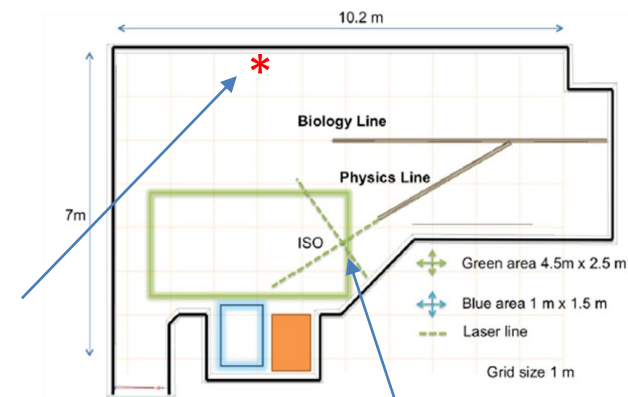 10.2 m
*
Biology Line
Physics Line
7m
ISO
Green area 4.5m x 2.5 m
Blue area 1 m x 1.5 m
Laser line
Grid size 1 m